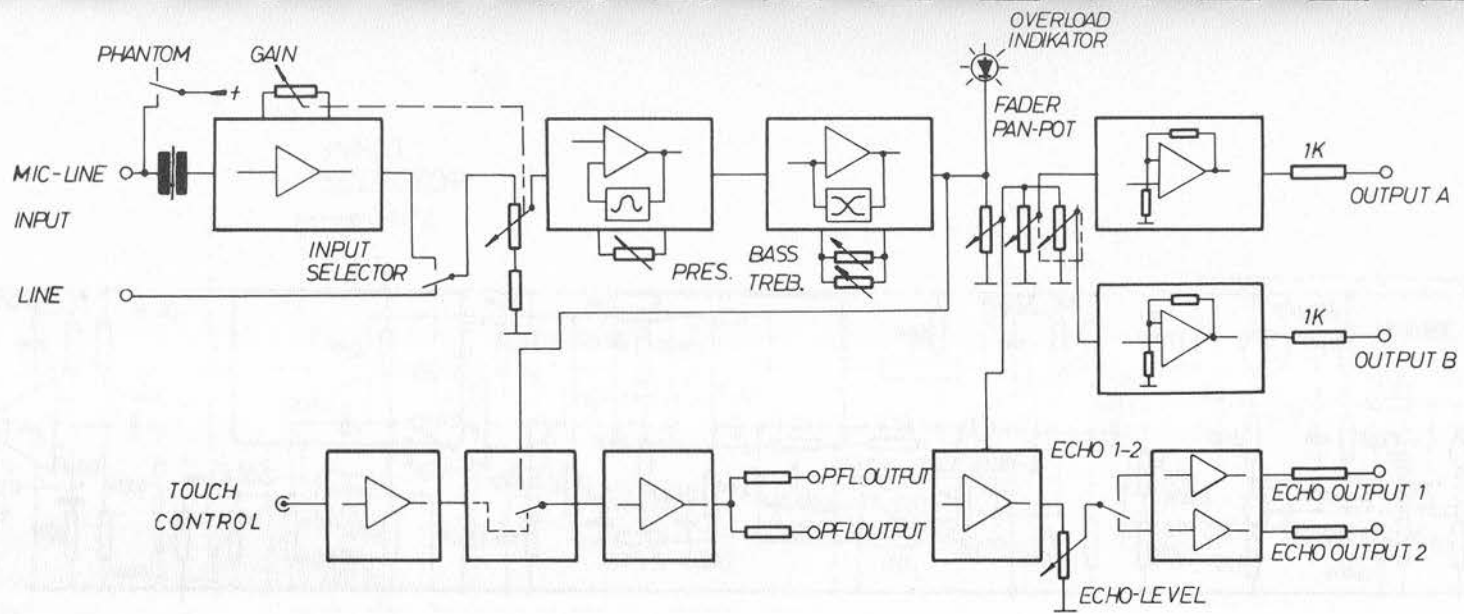 OVERLOAD
INDIKATOR
PHANTOM
GAIN
+
FADER
PAN-POT
MIC-LINE
INPUT
1K
OUTPUT A
INPUT
SELECTOR
PRES.
BASS
TREB.
LINE
1K
OUTPUT B
ECHO 1-2
TOUCH
CONTROL
PFL.OUTPUT
PFLOUTPUT
ECHO OUTPUT 1
ECHO OUTPUT 2
ECHO-LEVEL